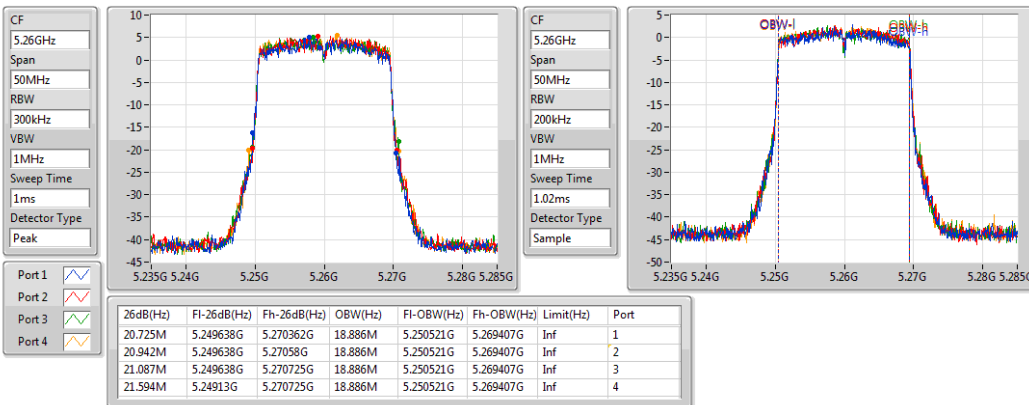 CF
5.26GHz
Span
50MHz
RBW
300kHz
VBW
1MHz
Sweep Time
1ms
Detector Type
Peak
10
5
0
-5
-10
-15
-20
-25
-30
-35
-40
-45
5.235G 5.24G 5.25G 5.26G 5.27G 5.28G 5.285G
CF
5.26GHz
Span
50MHz
RBW
200kHz
VBW
1MHz
Sweep Time
1.02ms
Detector Type
Sample
OBW-l OBW-h
5
0
-5
-10
-15
-20
-25
-30
-35
-40
-45
-50
5.235G 5.24G 5.25G 5.26G 5.27G 5.28G 5.285G
Port 1
Port 2
Port 3
Port 4
26dB(Hz) Fl-26dB(Hz) Fh-26dB(Hz) OBW(Hz) Fl-OBW(Hz) Fh-OBW(Hz) Limit(Hz) Port
20.725M 5.249638G 5.270362G 18.886M 5.250521G 5.269407G Inf 1
20.942M 5.249638G 5.27058G 18.886M 5.250521G 5.269407G Inf 2
21.087M 5.249638G 5.270725G 18.886M 5.250521G 5.269407G Inf 3
21.594M 5.24913G 5.270725G 18.886M 5.250521G 5.269407G Inf 4